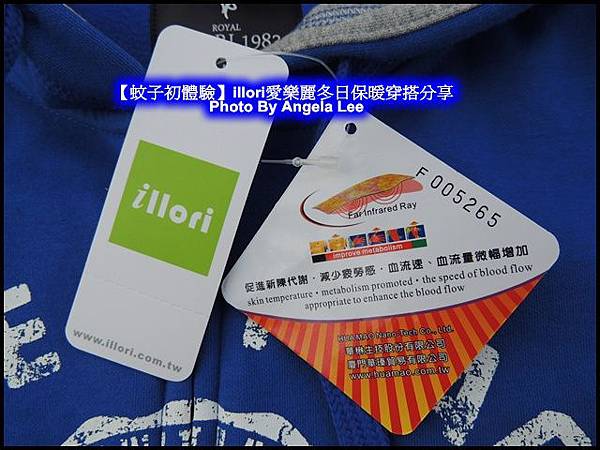 ROYAL
1982
【蚊子初體驗】illori愛樂麗冬日保暖穿搭分享
Photo By Angela Lee
illori
www.illori.com.tw
F 005265
Far Infrared Ray
improve metabolism
促進新陳代謝．減少疲勞感．血流速、血流量微幅增加
skin temperature・metabolism promoted・the speed of blood flow
appropriate to enhance the blood flow
HUAMAO Nano-Tech Co., Ltd.
華楙生技股份有限公司
www.huamao.com.tw